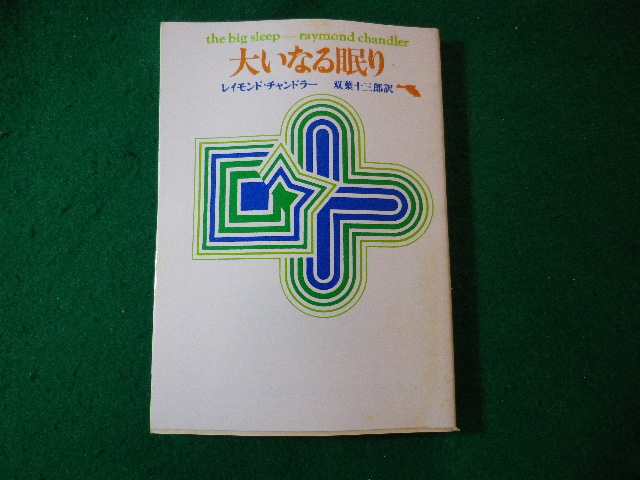 the big sleep — raymond chandler
大いなる眠り
レイモンド・チャンドラー 双葉十三郎訳